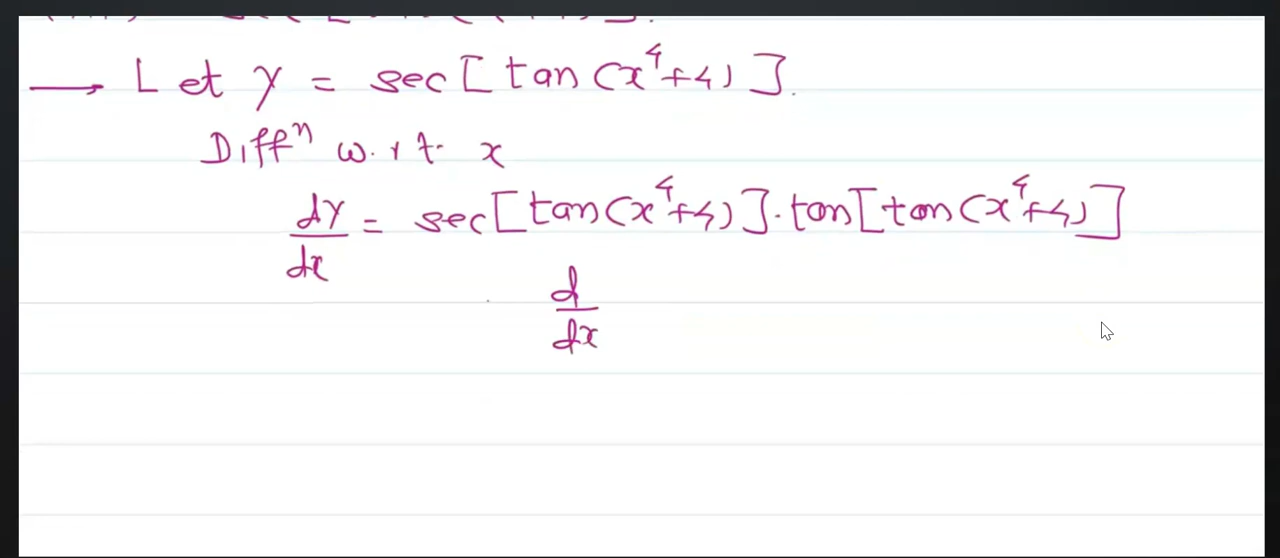 → Let y = sec[tan(x⁴+4)].
Diffⁿ w.r.t. x
dy/dx = sec[tan(x⁴+4)].tan[tan(x⁴+4)]
d/dx